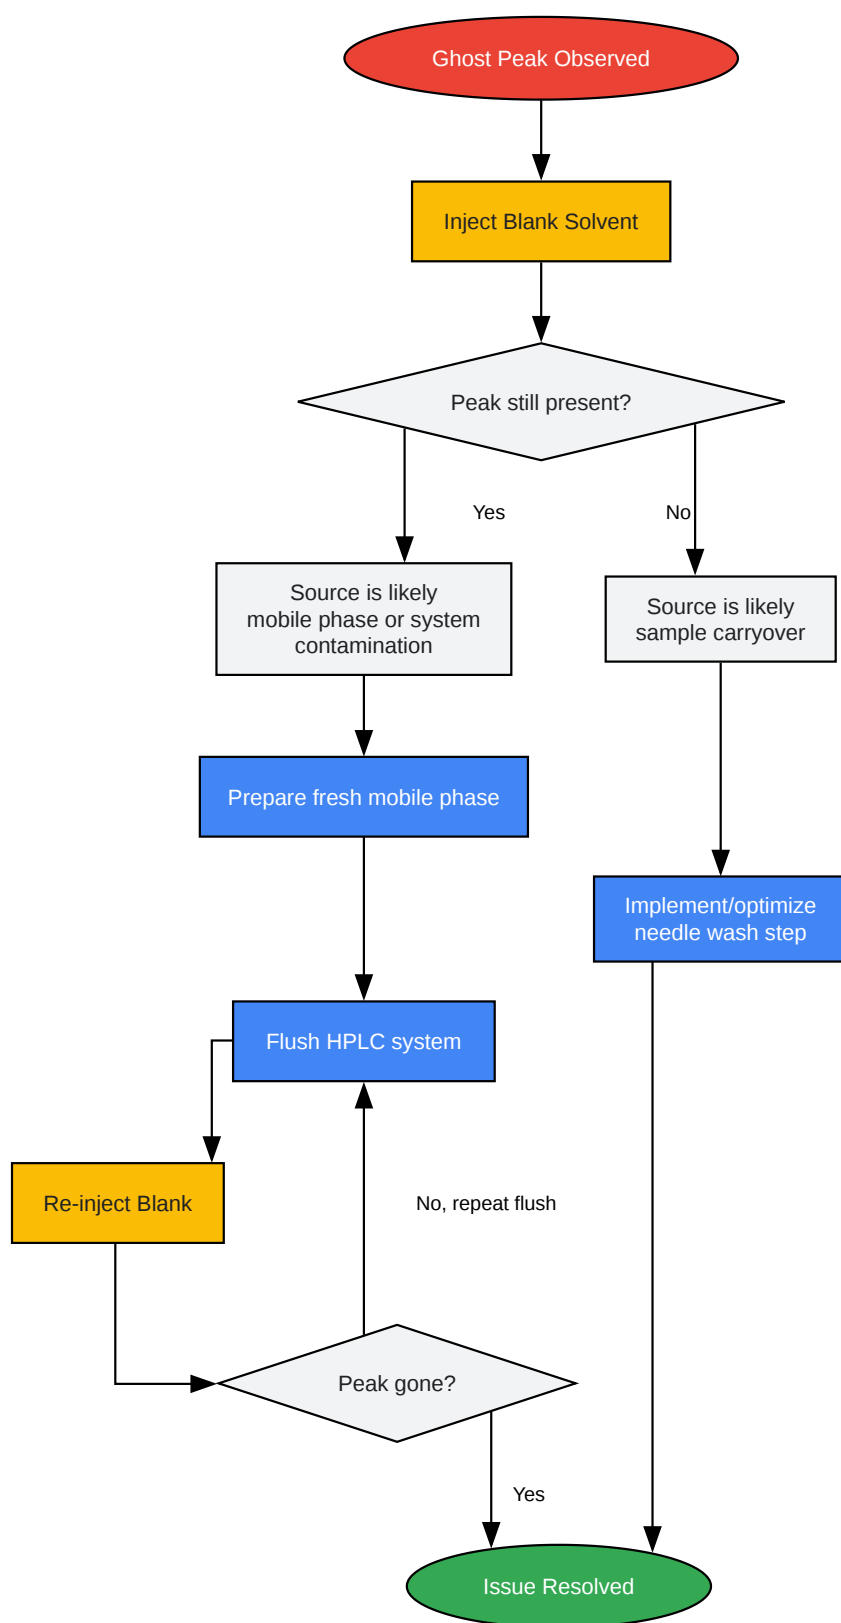 Ghost Peak Observed
Inject Blank Solvent
Peak still present?
Yes
No
Source is likely
mobile phase or system
contamination
Source is likely
sample carryover
Prepare fresh mobile phase
Implement/optimize
needle wash step
Flush HPLC system
Re-inject Blank
No, repeat flush
Peak gone?
Yes
Issue Resolved